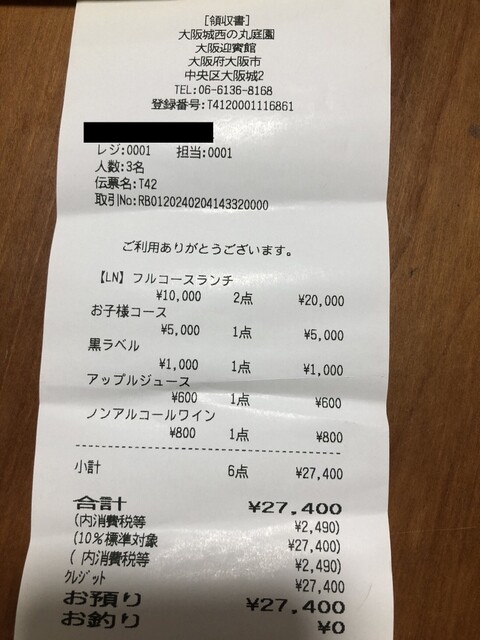 [領収書]
大阪城西の丸庭園
大阪迎賓館
大阪府大阪市
中央区大阪城2
TEL:06-6136-8168
登録番号:T4120001116861
レジ:0001 担当:0001
人数:3名
伝票名:T42
取引No:RB0120240204143320000
ご利用ありがとうございます。
【LN】フルコースランチ
¥10,000 2点 ¥20,000
お子様コース
¥5,000 1点 ¥5,000
黒ラベル
¥1,000 1点 ¥1,000
アップルジュース
¥600 1点 ¥600
ノンアルコールワイン
¥800 1点 ¥800
小計 6点 ¥27,400
合計 ¥27,400
(内消費税等 ¥2,490)
(10%標準対象 ¥27,400)
( 内消費税等 ¥2,490)
クレジット ¥27,400
お預り ¥27,400
お釣り ¥0